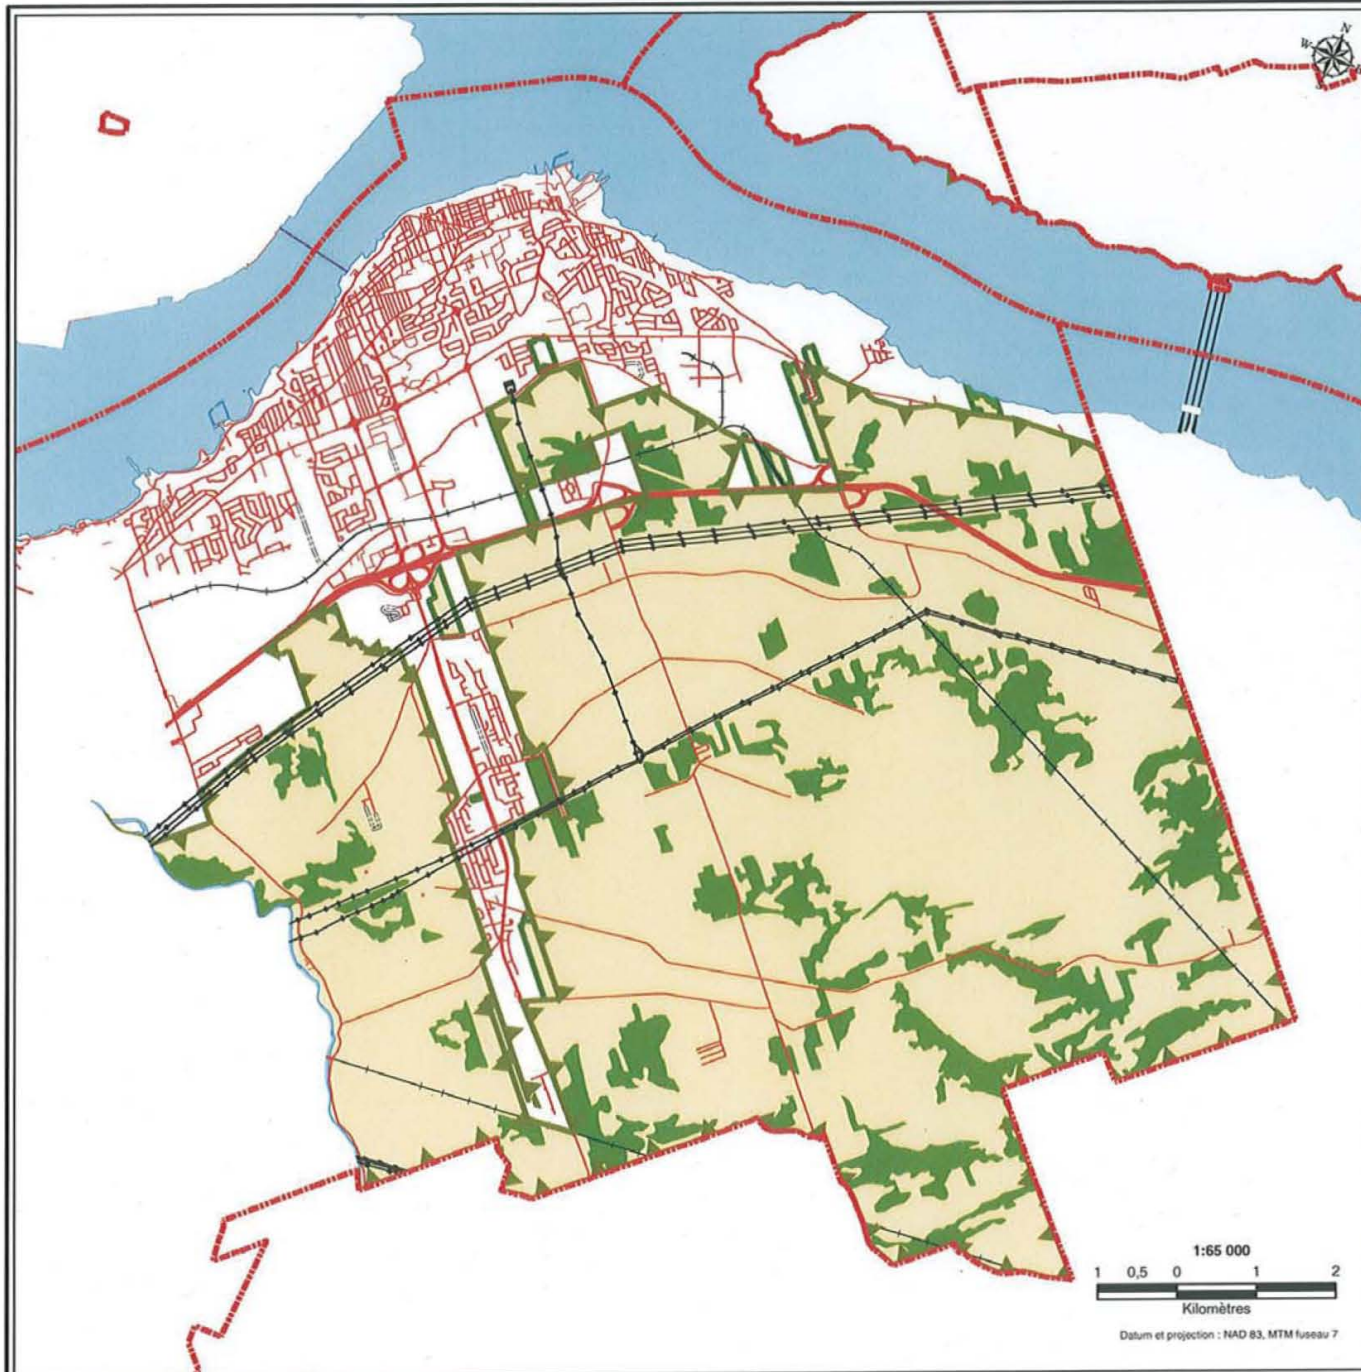 N
W
S
1:65 000
1 0,5 0 1 2
Kilomètres
Datum et projection : NAD 83, MTM fuseau 7